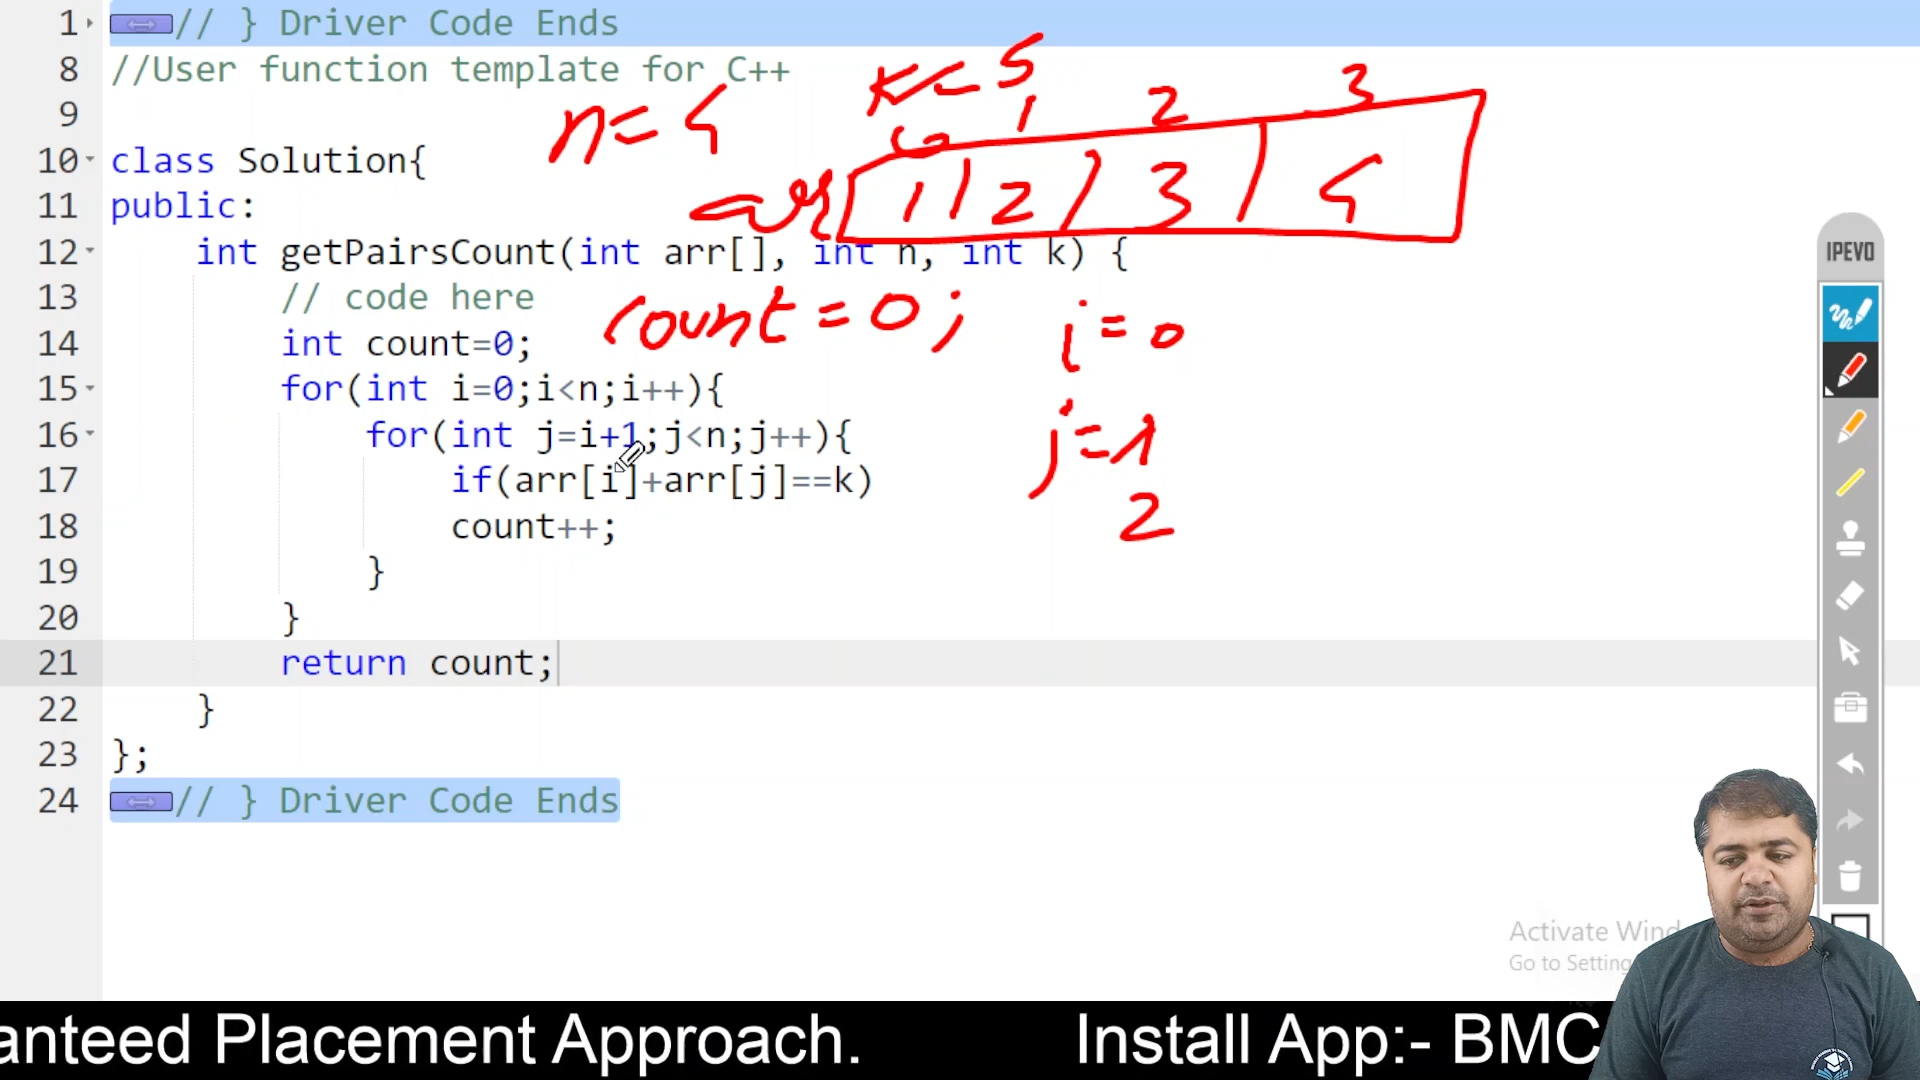 1 // } Driver Code Ends
8 //User function template for C++
9
10 class Solution{
11 public:
12 int getPairsCount(int arr[], int n, int k) {
13 // code here
14 int count=0;
15 for(int i=0;i<n;i++){
16 for(int j=i+1;j<n;j++){
17 if(arr[i]+arr[j]==k)
18 count++;
19 }
20 }
21 return count;
22 }
23 };
24 // } Driver Code Ends
n=4
k=5
0 1 2 3
arr 1 2 3 4
count=0;
i=0
j=1
2
IPEVO
Activate Wind
Go to Setting
anteed Placement Approach. Install App:- BMC